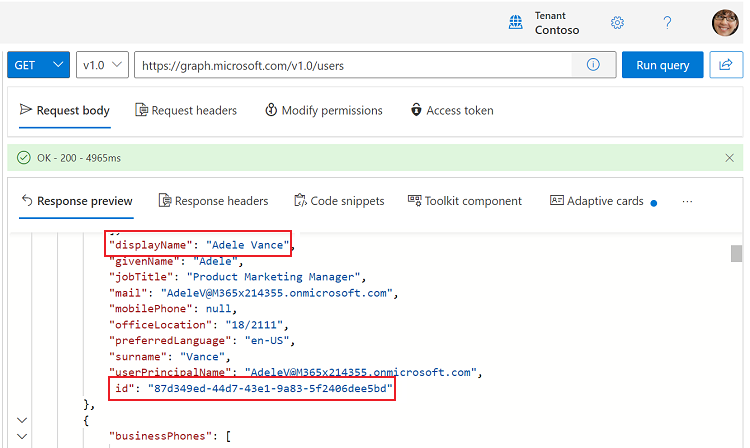 Tenant
Contoso
?
GET
v1.0
https://graph.microsoft.com/v1.0/users
Run query
Request body
Request headers
Modify permissions
Access token
OK - 200 - 4965ms
Response preview
Response headers
Code snippets
Toolkit component
Adaptive cards
...
"displayName": "Adele Vance",
"givenName": "Adele",
"jobTitle": "Product Marketing Manager",
"mail": "AdeleV@M365x214355.onmicrosoft.com",
"mobilePhone": null,
"officeLocation": "18/2111",
"preferredLanguage": "en-US",
"surname": "Vance",
"userPrincipalName": "AdeleV@M365x214355.onmicrosoft.com",
id": "87d349ed-44d7-43e1-9a83-5f2406dee5bd"
},
{
"businessPhones": [